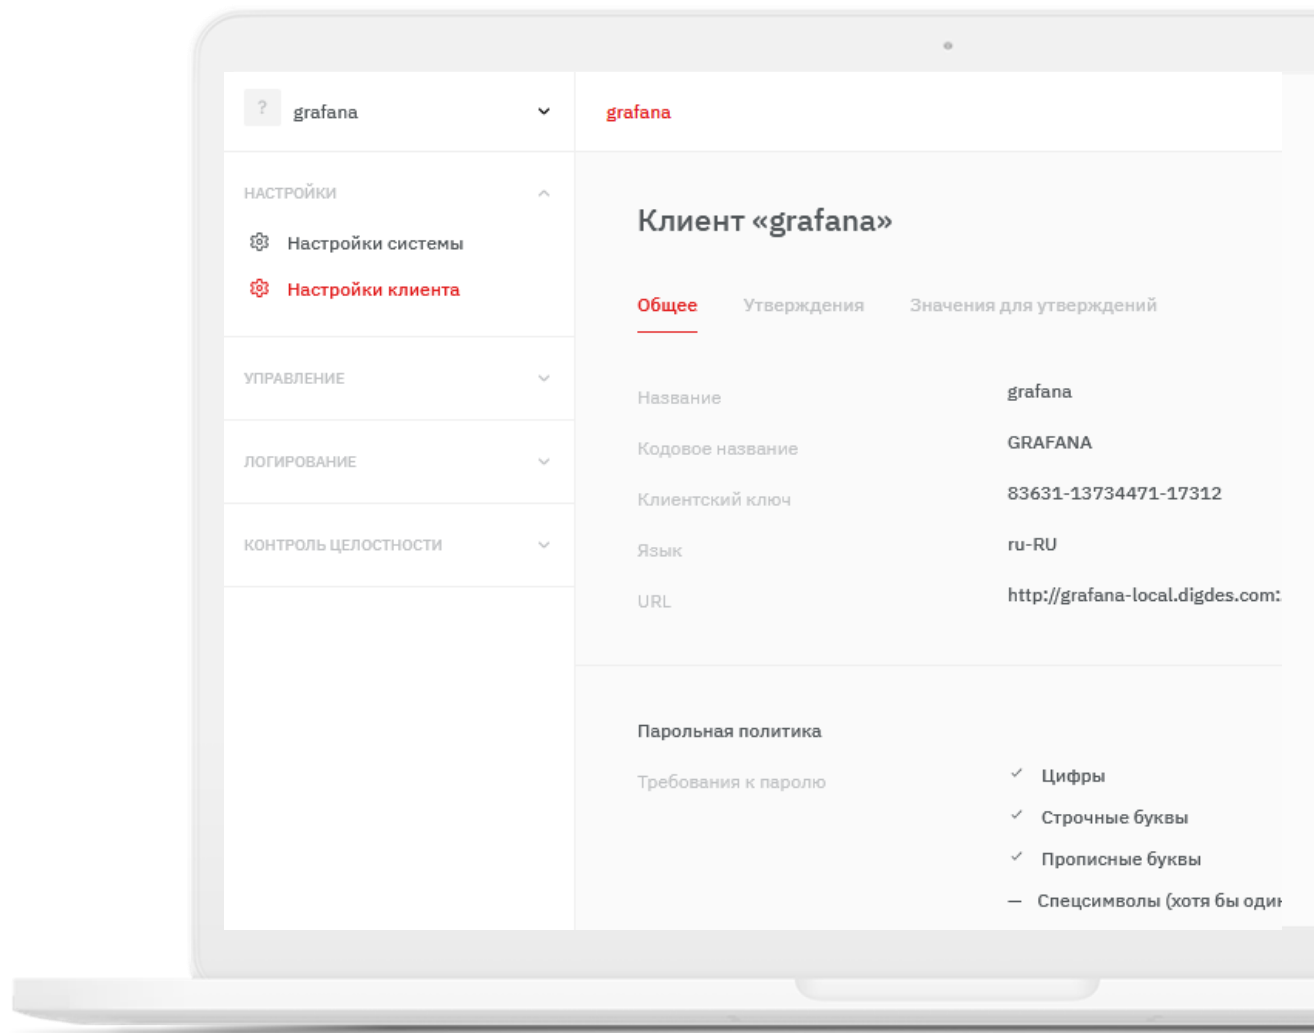 ? grafana
grafana
НАСТРОЙКИ
Настройки системы
Настройки клиента
УПРАВЛЕНИЕ
ЛОГИРОВАНИЕ
КОНТРОЛЬ ЦЕЛОСТНОСТИ
Клиент «grafana»
Общее Утверждения Значения для утверждений
Название grafana
Кодовое название GRAFANA
Клиентский ключ 83631-13734471-17312
Язык ru-RU
URL http://grafana-local.digdes.com:
Парольная политика
Требования к паролю
Цифры
Строчные буквы
Прописные буквы
— Спецсимволы (хотя бы